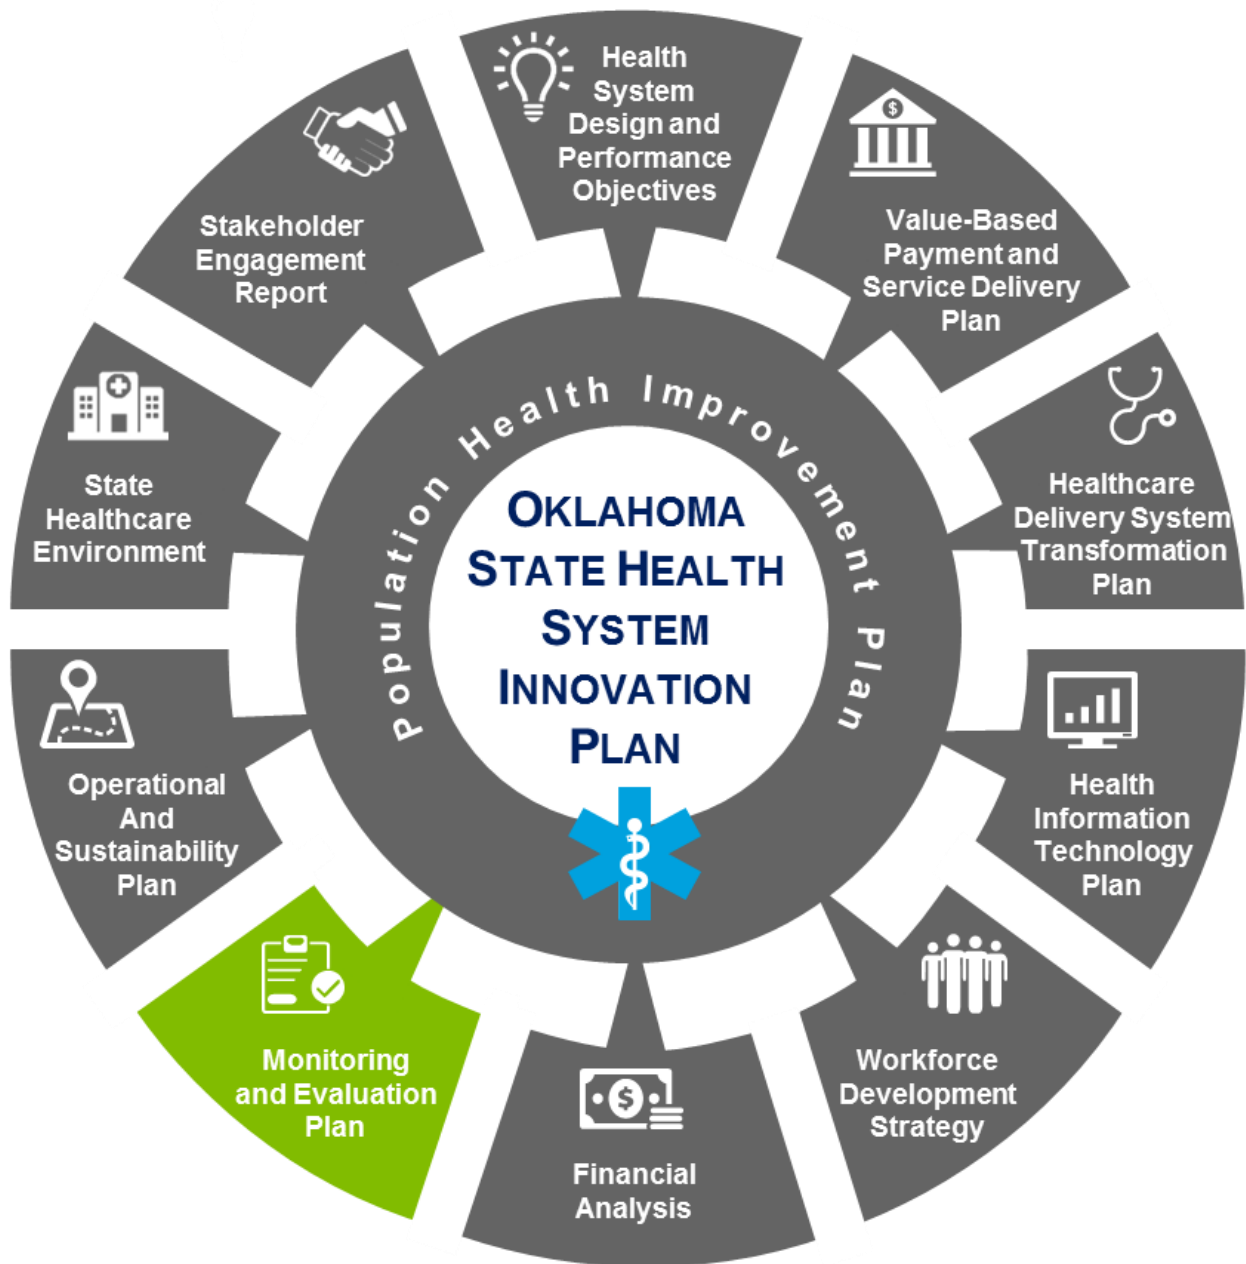 Health
System
Design and
Performance
Objectives
$
Value-Based
Payment and
Service Delivery
Plan
Healthcare
Delivery System
Transformation
Plan
Health
Information
Technology
Plan
Workforce
Development
Strategy
$
Financial
Analysis
Monitoring
and Evaluation
Plan
Operational
And
Sustainability
Plan
State
Healthcare
Environment
Stakeholder
Engagement
Report
Population Health Improvement Plan
OKLAHOMA
STATE HEALTH
SYSTEM
INNOVATION
PLAN